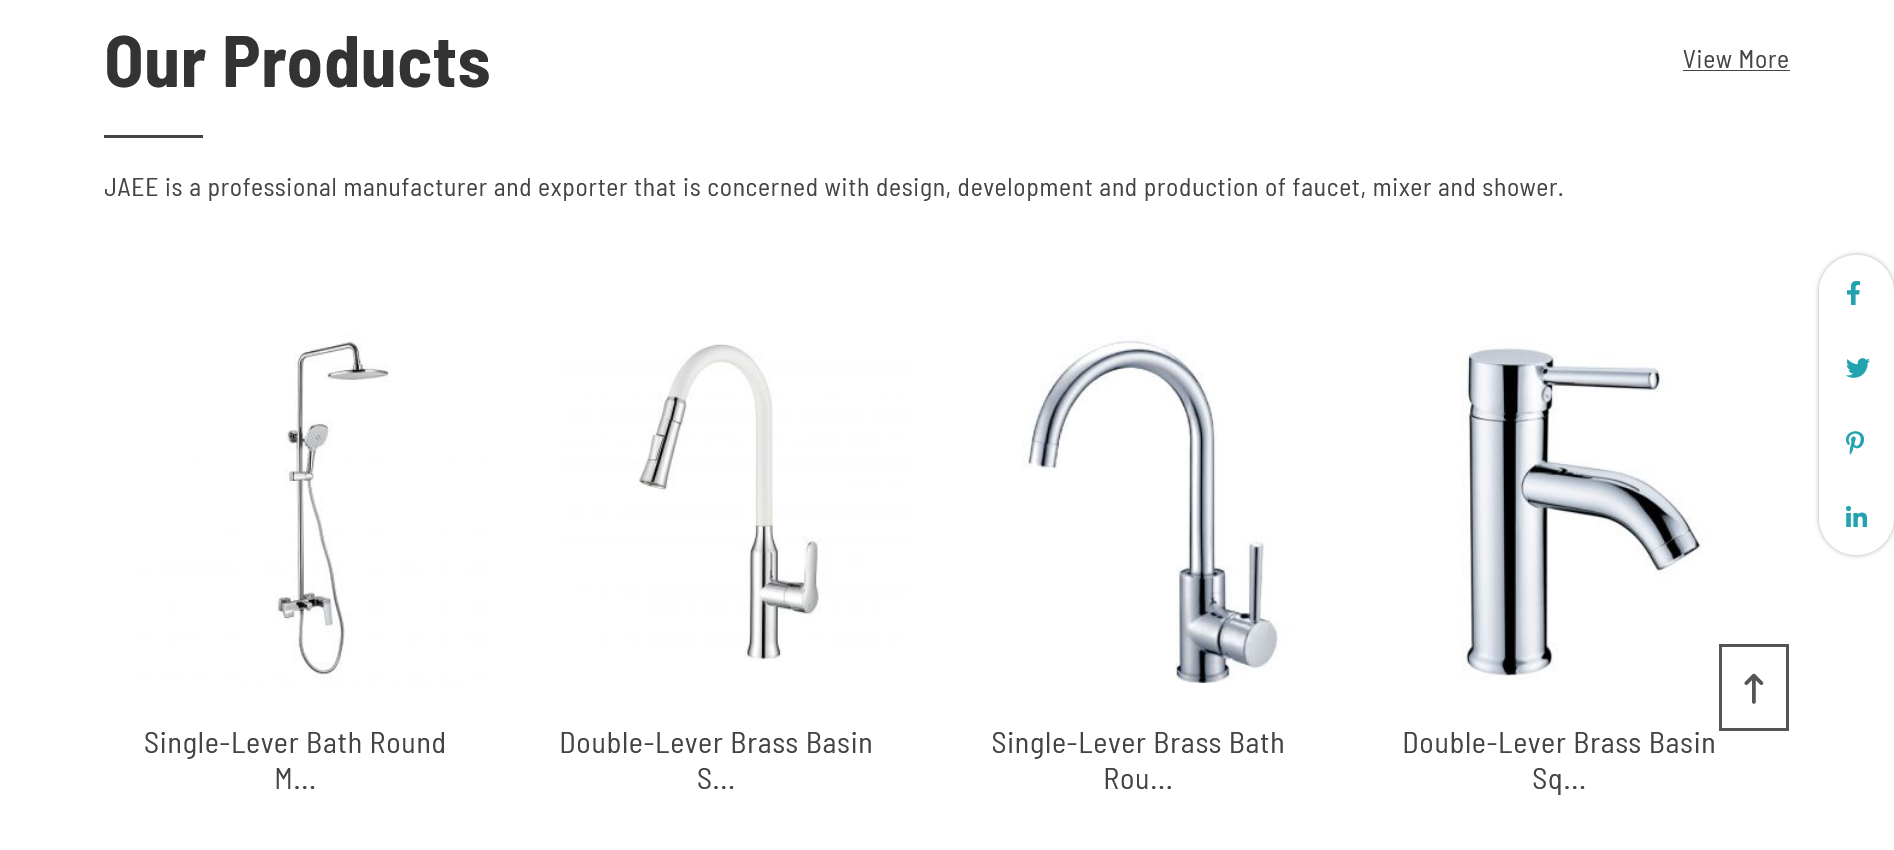 Our Products
View More
JAEE is a professional manufacturer and exporter that is concerned with design, development and production of faucet, mixer and shower.
Single-Lever Bath Round
M...
Double-Lever Brass Basin
S...
Single-Lever Brass Bath
Rou...
Double-Lever Brass Basin
Sq...